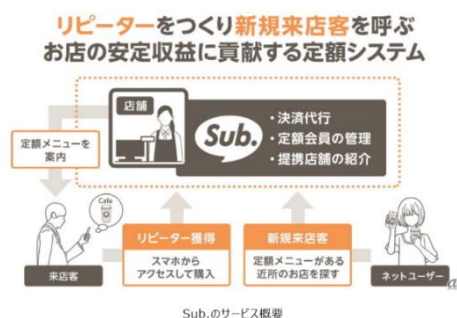 リピーターをつくり新規来店客を呼ぶ
お店の安定収益に貢献する定額システム
店舗
Sub.
・決済代行
・定額会員の管理
・提携店舗の紹介
定額メニューを
案内
Cafe
来店客
リピーター獲得
スマホから
アクセスして購入
新規来店客
定額メニューがある
近所のお店を探す
ネットユーザー
Sub.のサービス概要